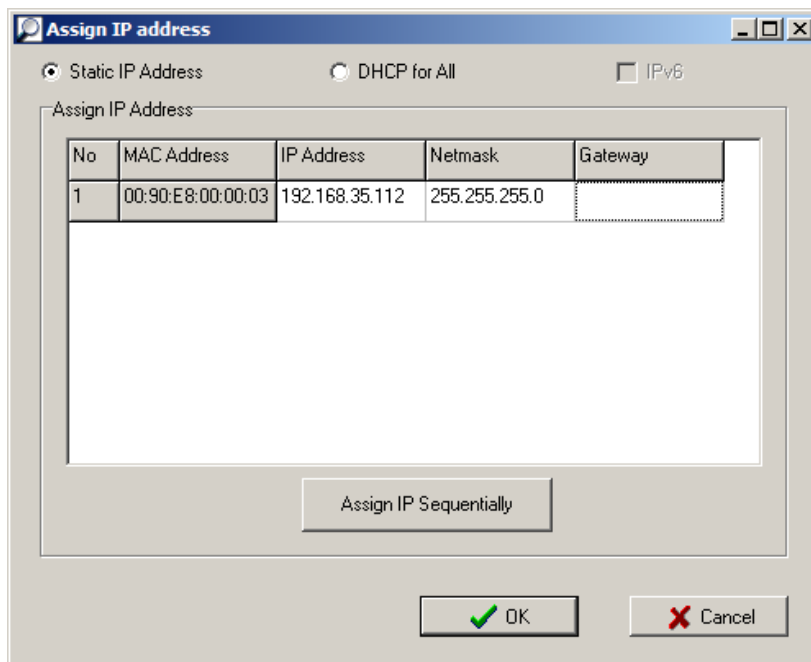 Assign IP address
Static IP Address DHCP for All IPv6
Assign IP Address
No MAC Address IP Address Netmask Gateway
1 00:90:E8:00:00:03 192.168.35.112 255.255.255.0
Assign IP Sequentially
OK Cancel